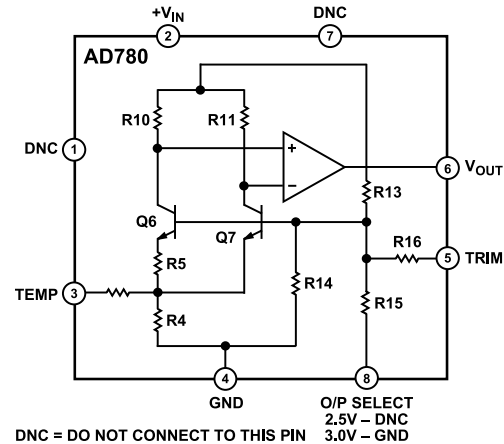 +VIN
DNC
2
7
AD780
R10
R11
DNC 1
+
−
6 VOUT
R13
Q6
Q7
R16
5 TRIM
R5
R14
R15
TEMP 3
R4
4
8
GND
O/P SELECT
2.5V – DNC
DNC = DO NOT CONNECT TO THIS PIN 3.0V – GND